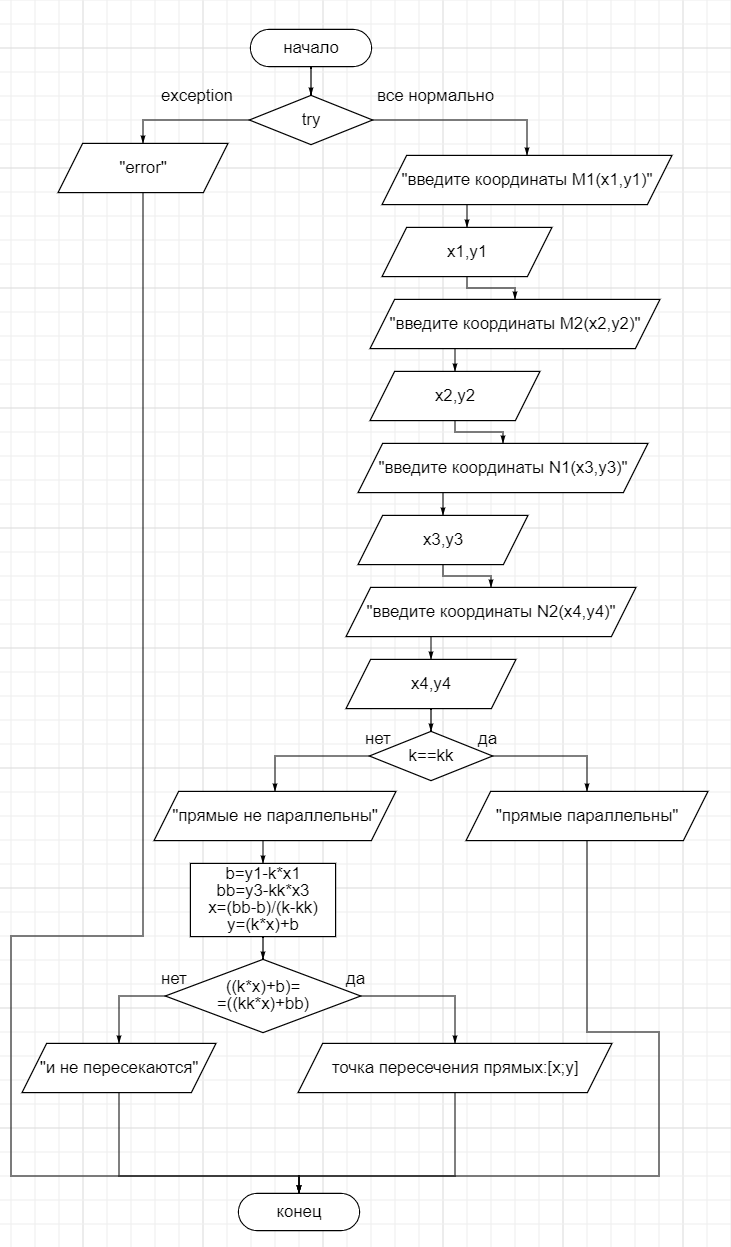 начало
exception
все нормально
try
"error"
"введите координаты M1(x1,y1)"
x1,y1
"введите координаты M2(x2,y2)"
x2,y2
"введите координаты N1(x3,y3)"
x3,y3
"введите координаты N2(x4,y4)"
x4,y4
нет
да
k==kk
"прямые не параллельны"
"прямые параллельны"
b=y1-k*x1
bb=y3-kk*x3
x=(bb-b)/(k-kk)
y=(k*x)+b
нет
да
((k*x)+b)=
=((kk*x)+bb)
"и не пересекаются"
точка пересечения прямых:[x;y]
конец